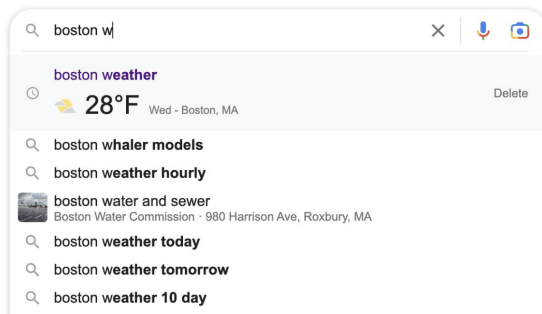 boston w
boston weather
28°F Wed - Boston, MA
Delete
boston whaler models
boston weather hourly
boston water and sewer
Boston Water Commission · 980 Harrison Ave, Roxbury, MA
boston weather today
boston weather tomorrow
boston weather 10 day